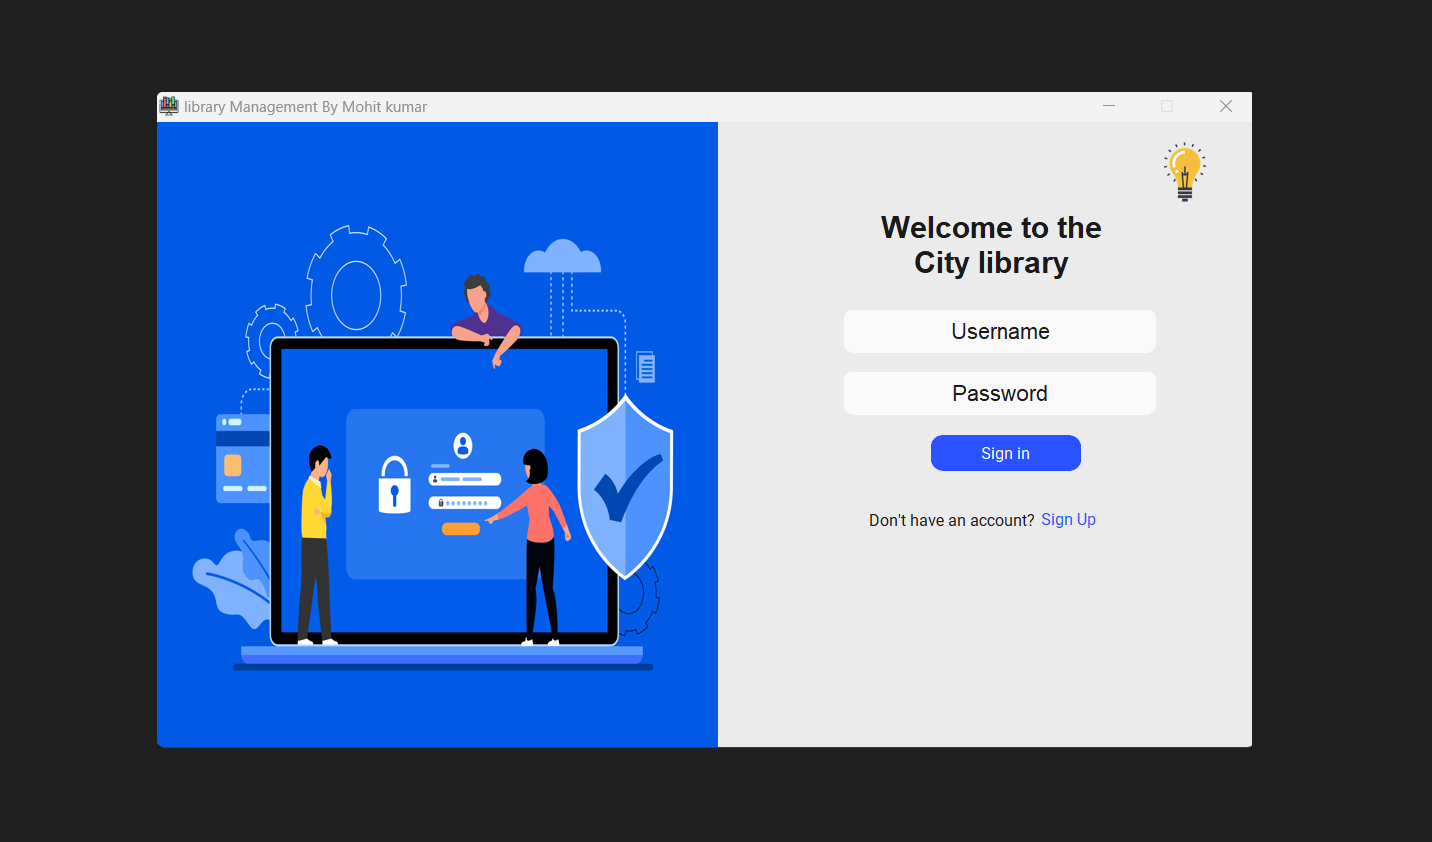 library Management By Mohit kumar
Welcome to the
City library
Username
Password
Sign in
Don't have an account? Sign Up